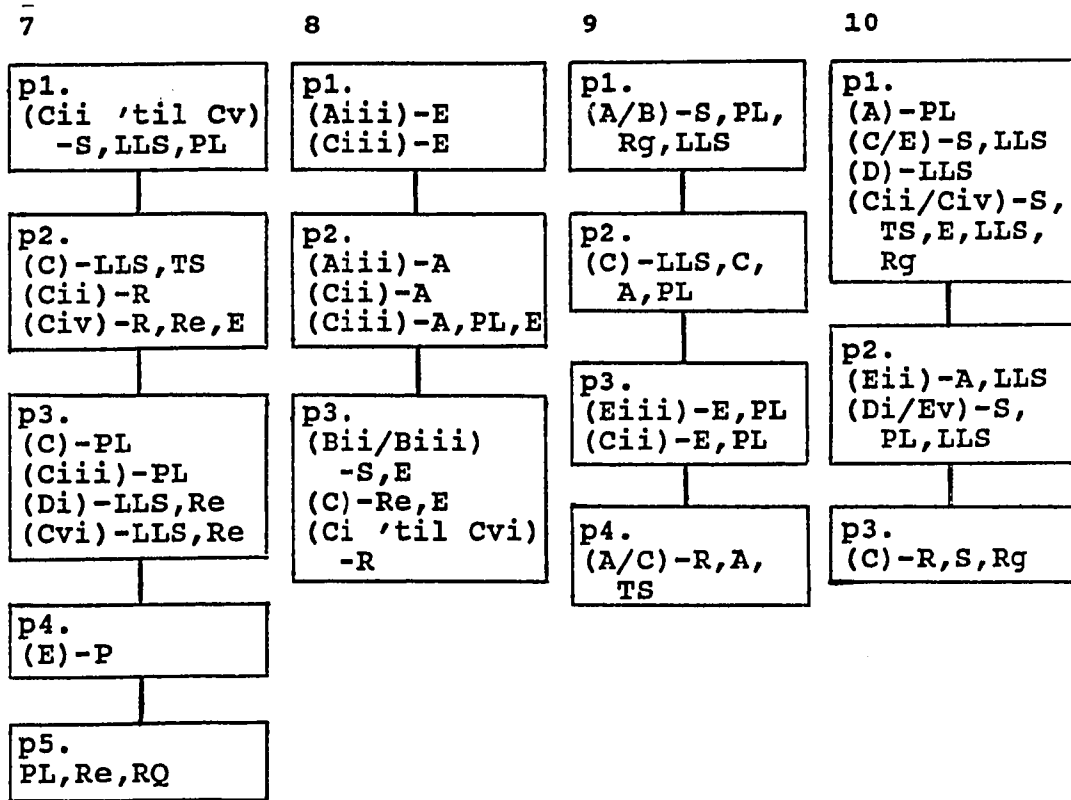 7
p1.
(Cii 'til Cv)
-S,LLS,PL
p2.
(C)-LLS,TS
(Cii)-R
(Civ)-R,Re,E
p3.
(C)-PL
(Ciii)-PL
(Di)-LLS,Re
(Cvi)-LLS,Re
p4.
(E)-P
p5.
PL,Re,RQ
8
p1.
(Aiii)-E
(Ciii)-E
p2.
(Aiii)-A
(Cii)-A
(Ciii)-A,PL,E
p3.
(Bii/Biii)
-S,E
(C)-Re,E
(Ci 'til Cvi)
-R
9
p1.
(A/B)-S,PL,
Rg,LLS
p2.
(C)-LLS,C,
A,PL
p3.
(Eiii)-E,PL
(Cii)-E,PL
p4.
(A/C)-R,A,
TS
10
p1.
(A)-PL
(C/E)-S,LLS
(D)-LLS
(Cii/Civ)-S,
TS,E,LLS,
Rg
p2.
(Eii)-A,LLS
(Di/Ev)-S,
PL,LLS
p3.
(C)-R,S,Rg